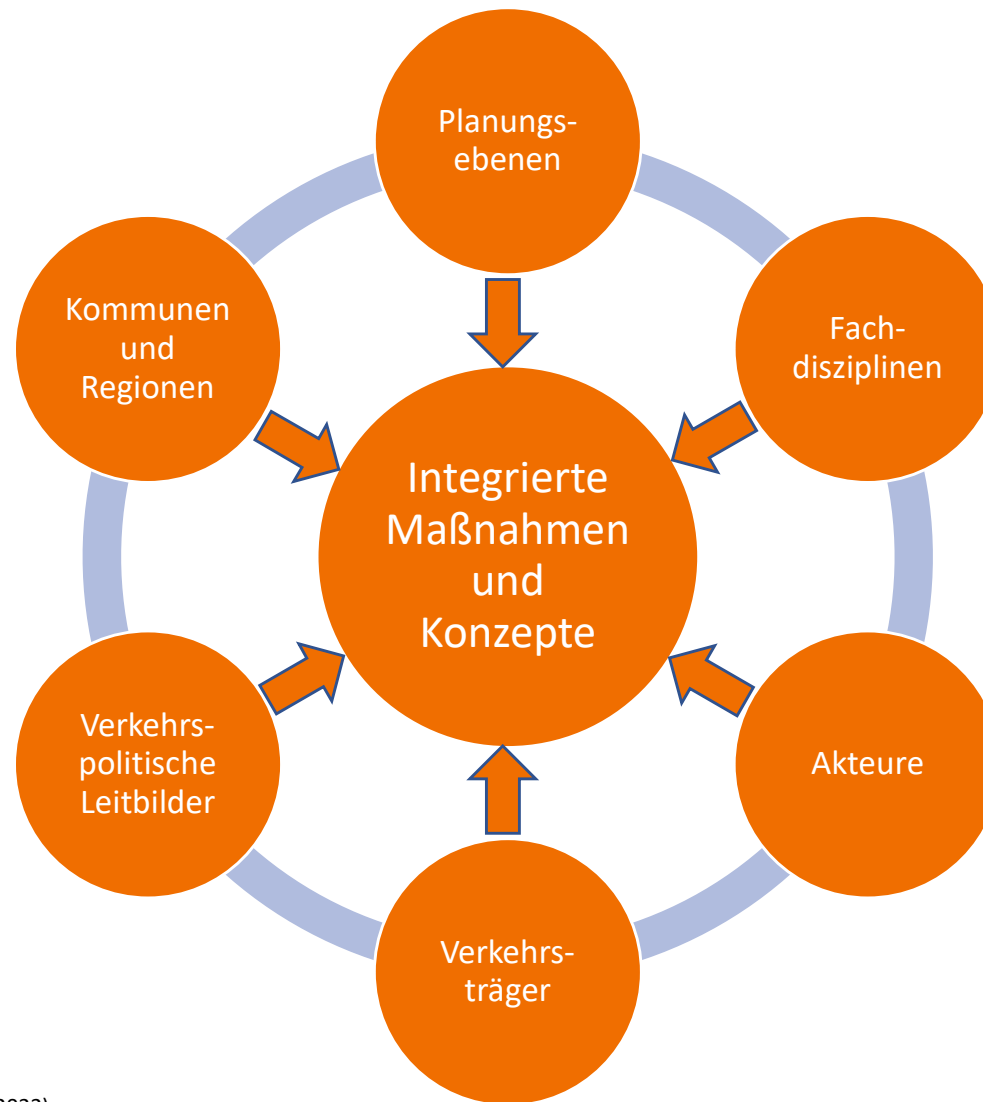 Planungs-
ebenen
Kommunen
und
Regionen
Fach-
disziplinen
Integrierte
Maßnahmen
und
Konzepte
Verkehrs-
politische
Leitbilder
Akteure
Verkehrs-
träger